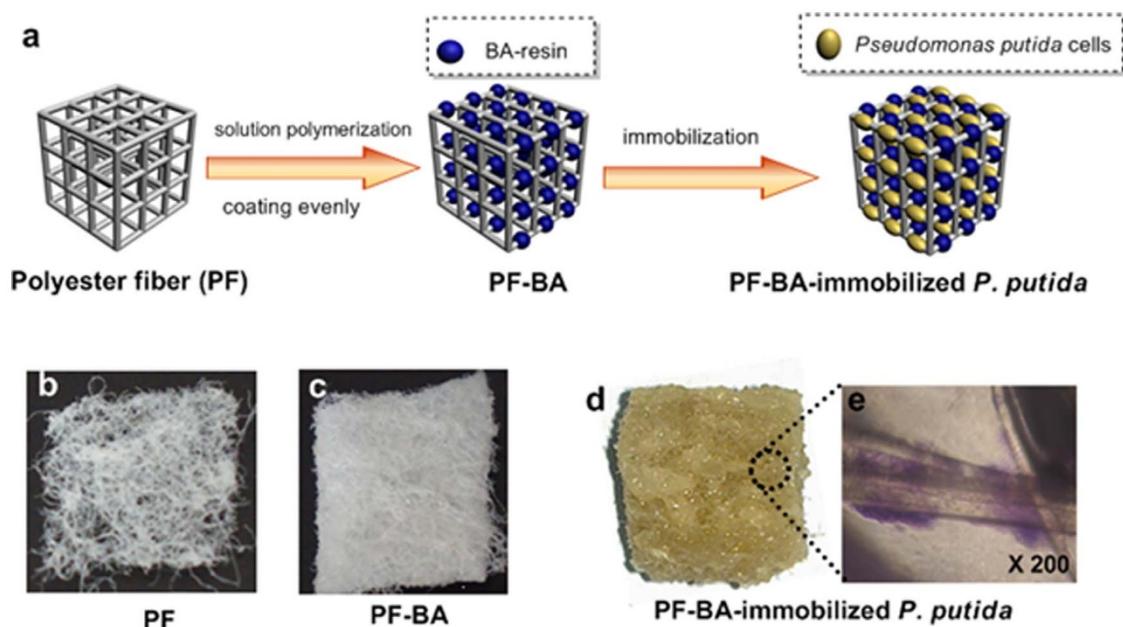 a
BA-resin
Pseudomonas putida cells
solution polymerization
coating evenly
immobilization
Polyester fiber (PF)
PF-BA
PF-BA-immobilized P. putida
b
c
d
e
X 200
PF
PF-BA
PF-BA-immobilized P. putida